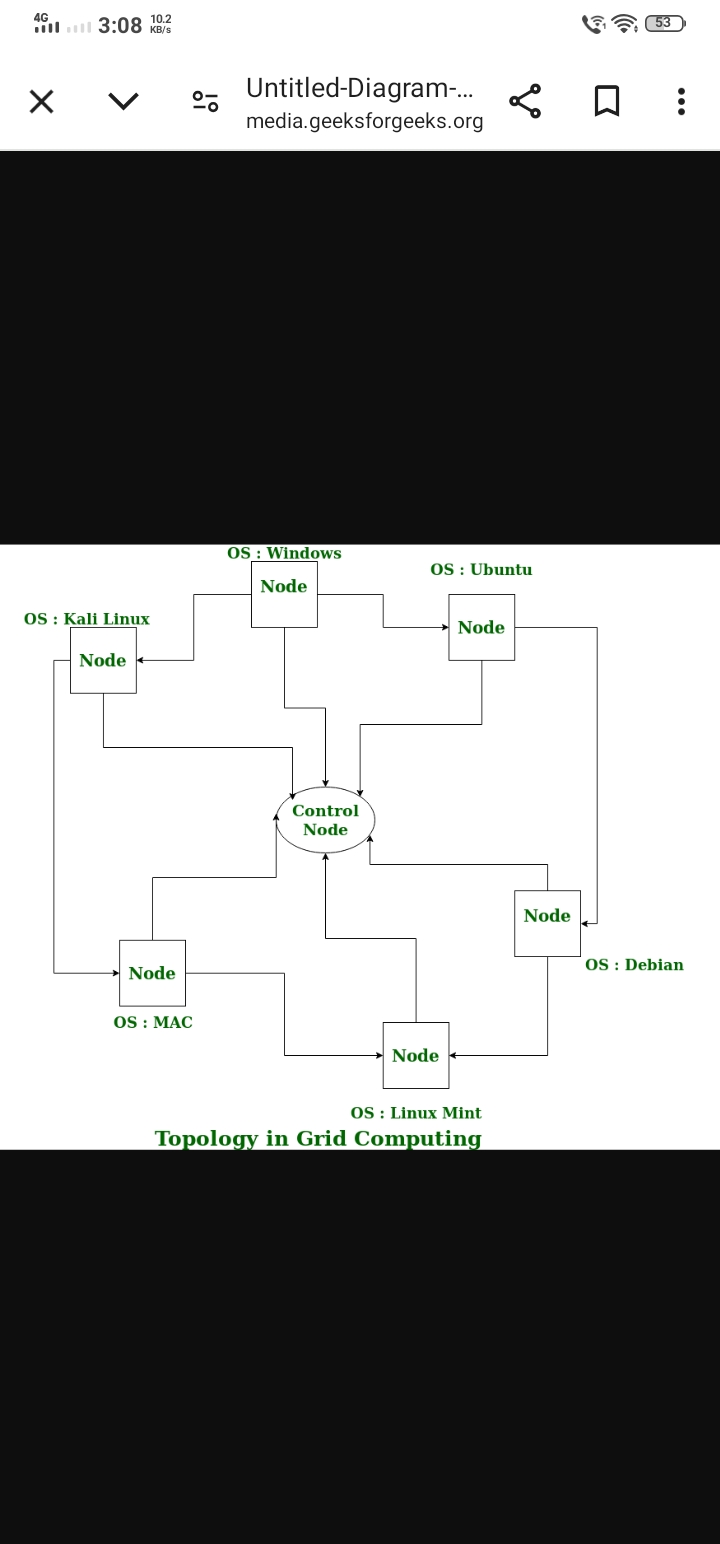 4G 3:08 10.2 KB/s 53
Untitled-Diagram-...
media.geeksforgeeks.org
OS : Windows
OS : Ubuntu
Node
OS : Kali Linux
Node
Node
Control
Node
Node
OS : Debian
Node
OS : MAC
Node
OS : Linux Mint
Topology in Grid Computing